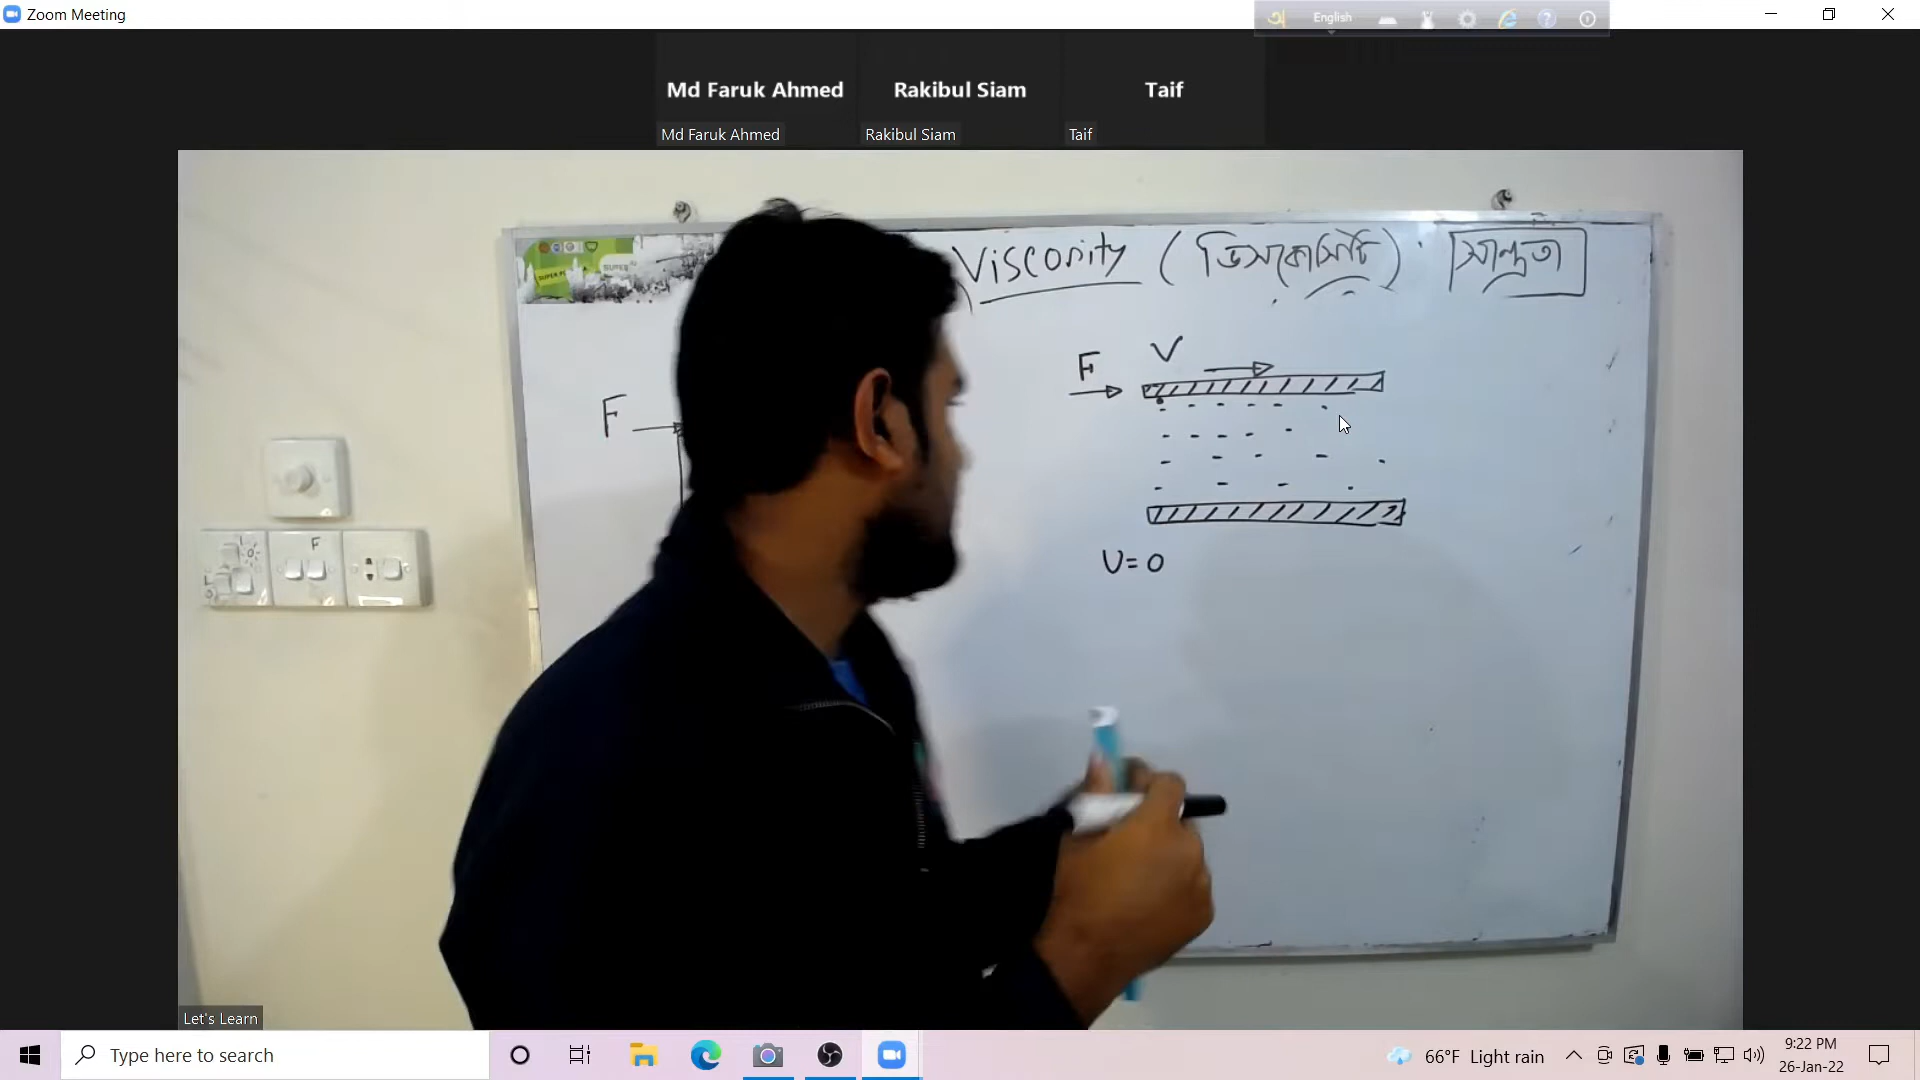 Zoom Meeting
English
Md Faruk Ahmed Rakibul Siam Taif
Md Faruk Ahmed Rakibul Siam Taif
Viscosity (ভিসকোসিটি) সান্দ্রতা
F V
F
U=0
F
Let's Learn
Type here to search
66°F Light rain
9:22 PM
26-Jan-22